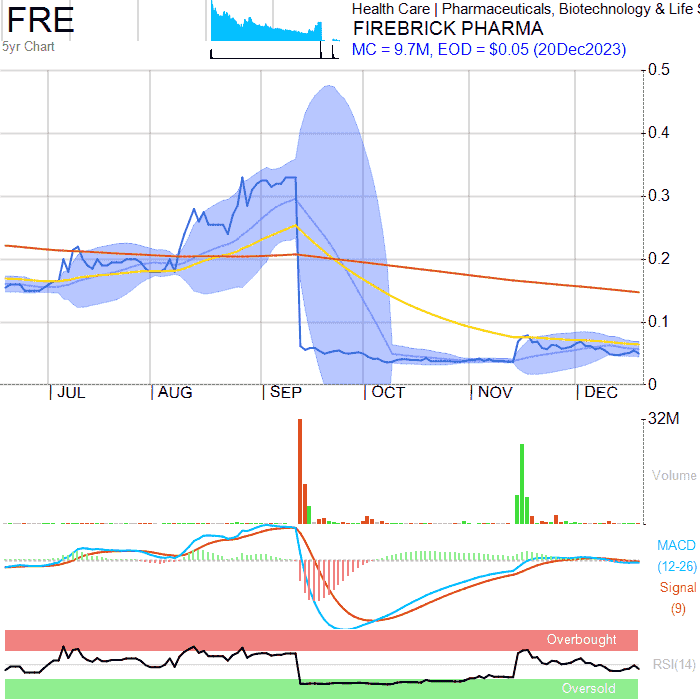 FRE
5yr Chart
Health Care | Pharmaceuticals, Biotechnology & Life S
FIREBRICK PHARMA
MC = 9.7M, EOD = $0.05 (20Dec2023)
0.5
0.4
0.3
0.2
0.1
0
JUL AUG SEP OCT NOV DEC
32M
Volume
MACD
(12-26)
Signal
(9)
Overbought
RSI(14)
Oversold